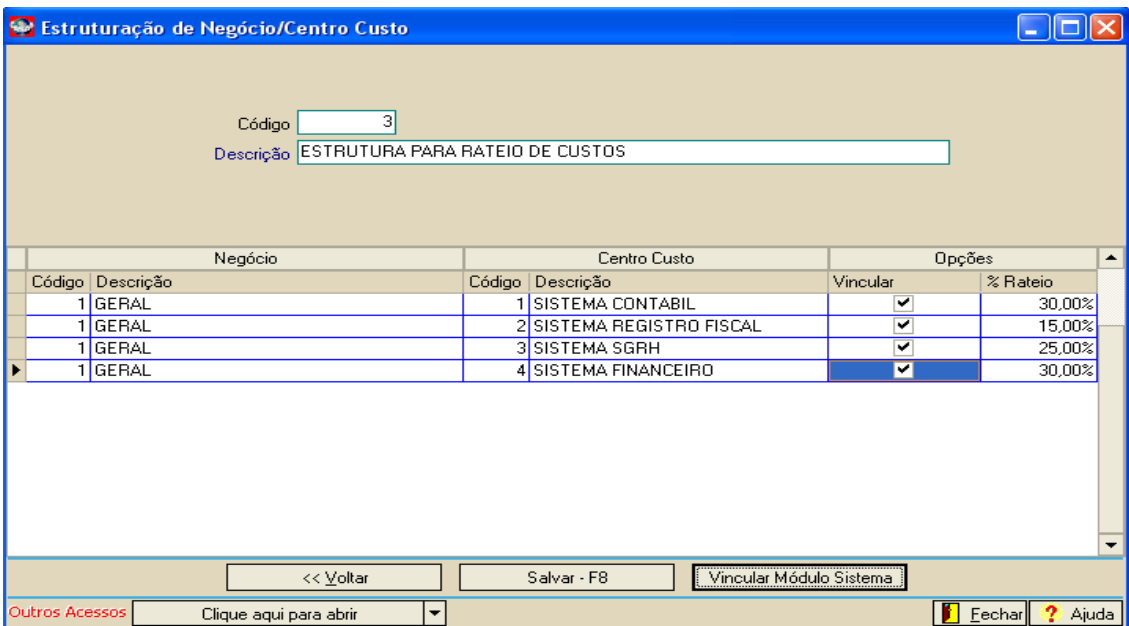 Estruturação de Negócio/Centro Custo
Código 3
Descrição ESTRUTURA PARA RATEIO DE CUSTOS
Negócio Centro Custo Opções
Código Descrição Código Descrição Vincular % Rateio
1 GERAL 1 SISTEMA CONTABIL 30,00%
1 GERAL 2 SISTEMA REGISTRO FISCAL 15,00%
1 GERAL 3 SISTEMA SGRH 25,00%
1 GERAL 4 SISTEMA FINANCEIRO 30,00%
<< Voltar Salvar - F8 Vincular Módulo Sistema
Outros Acessos Clique aqui para abrir Fechar ? Ajuda